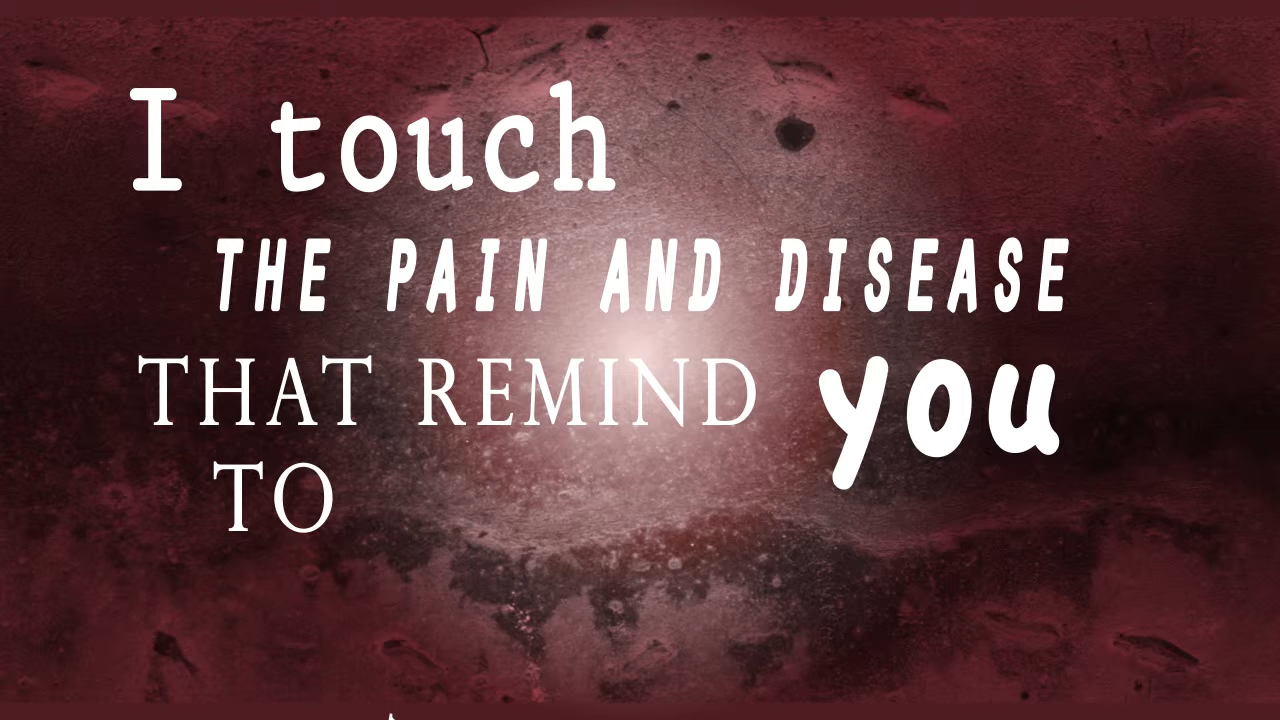 I touch
THE PAIN AND DISEASE
THAT REMIND you
TO